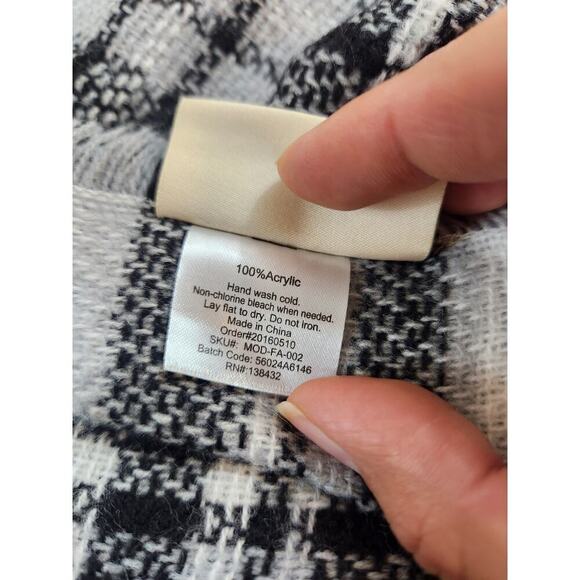 100%Acrylic
Hand wash cold.
Non-chlorine bleach when needed.
Lay flat to dry. Do not iron.
Made in China
Order#20160510
SKU#: MOD-FA-002
Batch Code: 56024A6146
RN#:138432